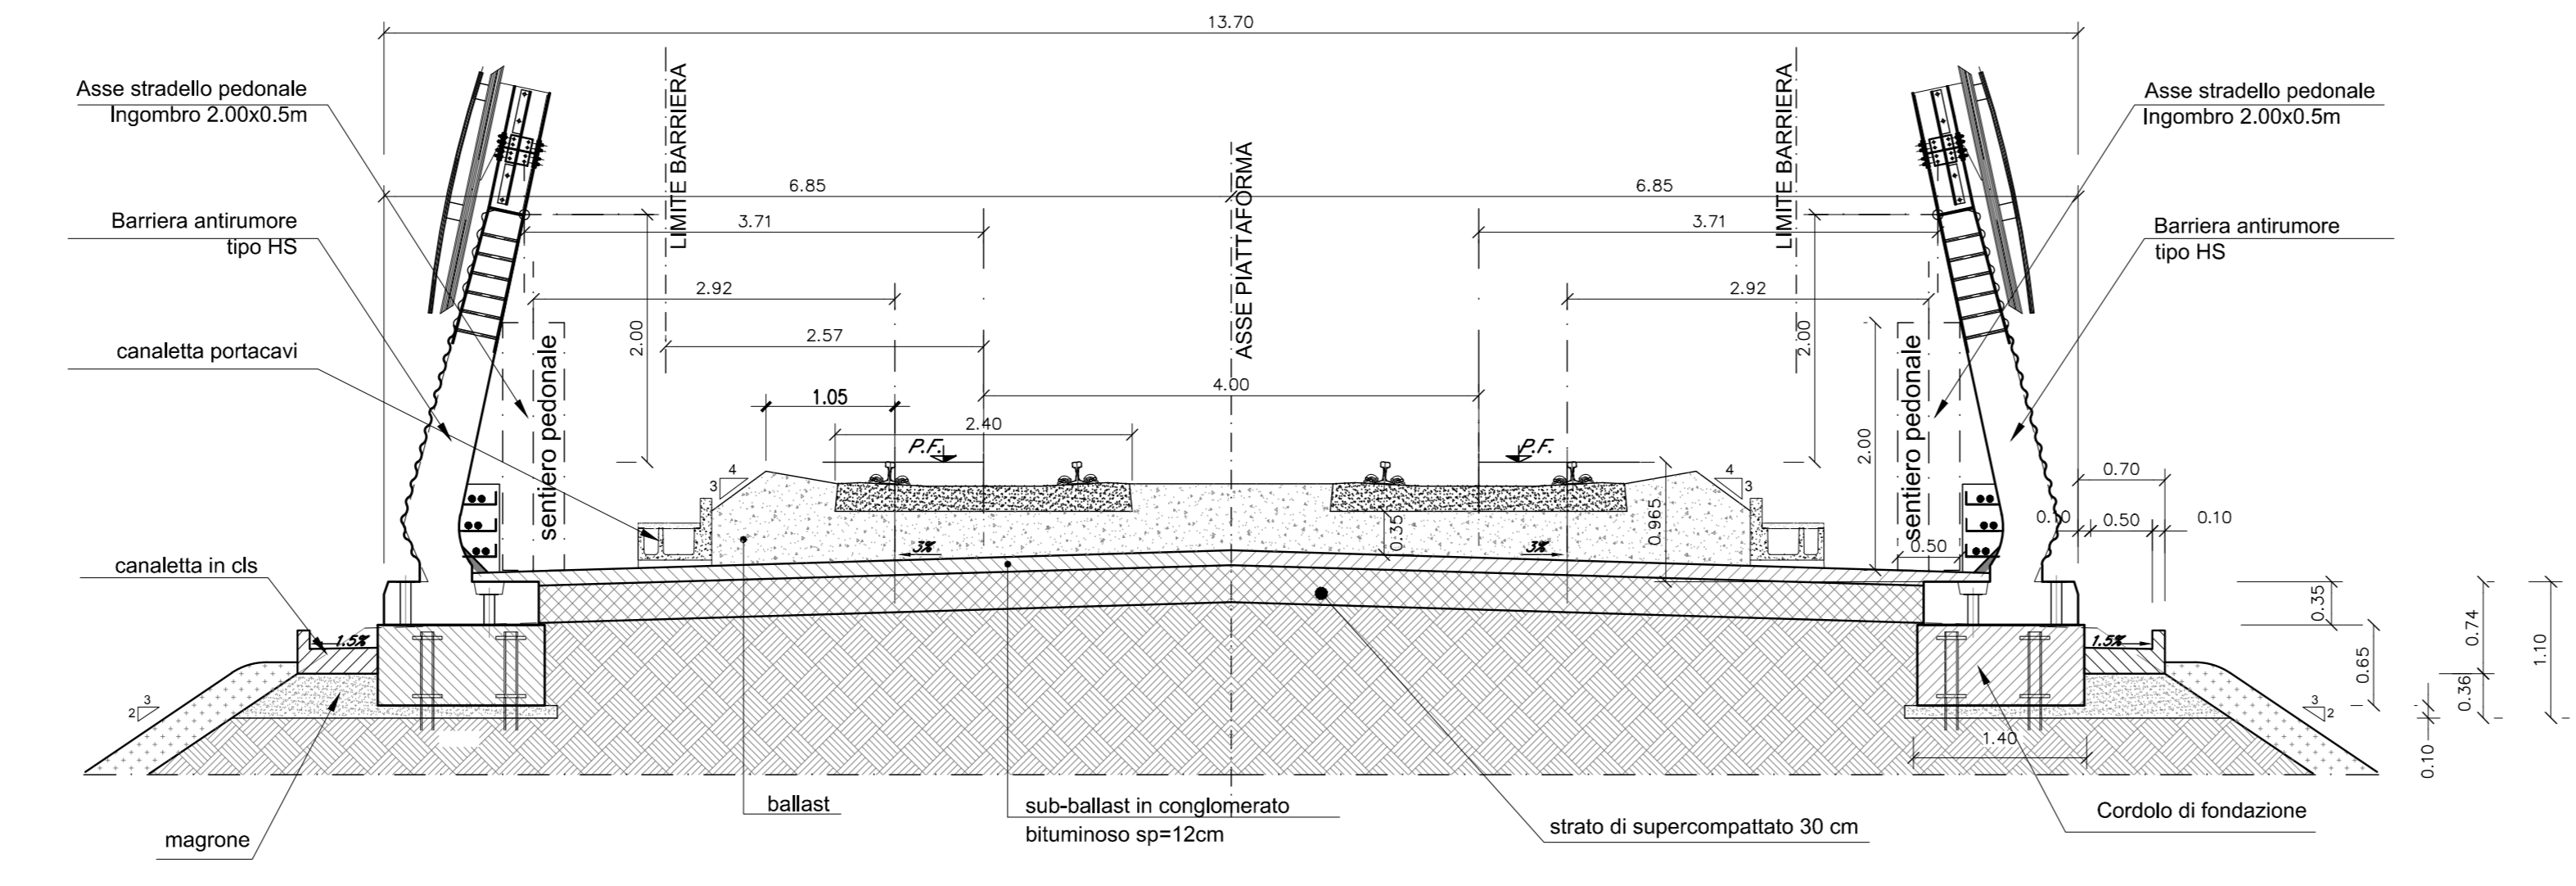 13.70
Asse stradello pedonale
Ingombro 2.00x0.5m
LIMITE BARRIERA
LIMITE BARRIERA
Asse stradello pedonale
Ingombro 2.00x0.5m
ASSE PIATTAFORMA
6.85
6.85
Barriera antirumore
tipo HS
3.71
3.71
Barriera antirumore
tipo HS
2.92
2.92
2.00
2.57
2.00
canaletta portacavi
sentiero pedonale
4.00
sentiero pedonale
1.05
2.40
P.F.
P.F.
2.00
4
3
4
3
0.70
0.10
0.50
0.10
0.35
0.965
3%
3%
0.50
canaletta in cls
0.35
0.74
1.10
1.5%
1.5%
0.65
0.36
3
2
3
2
1.40
0.10
ballast
sub-ballast in conglomerato
bituminoso sp=12cm
strato di supercompattato 30 cm
Cordolo di fondazione
magrone